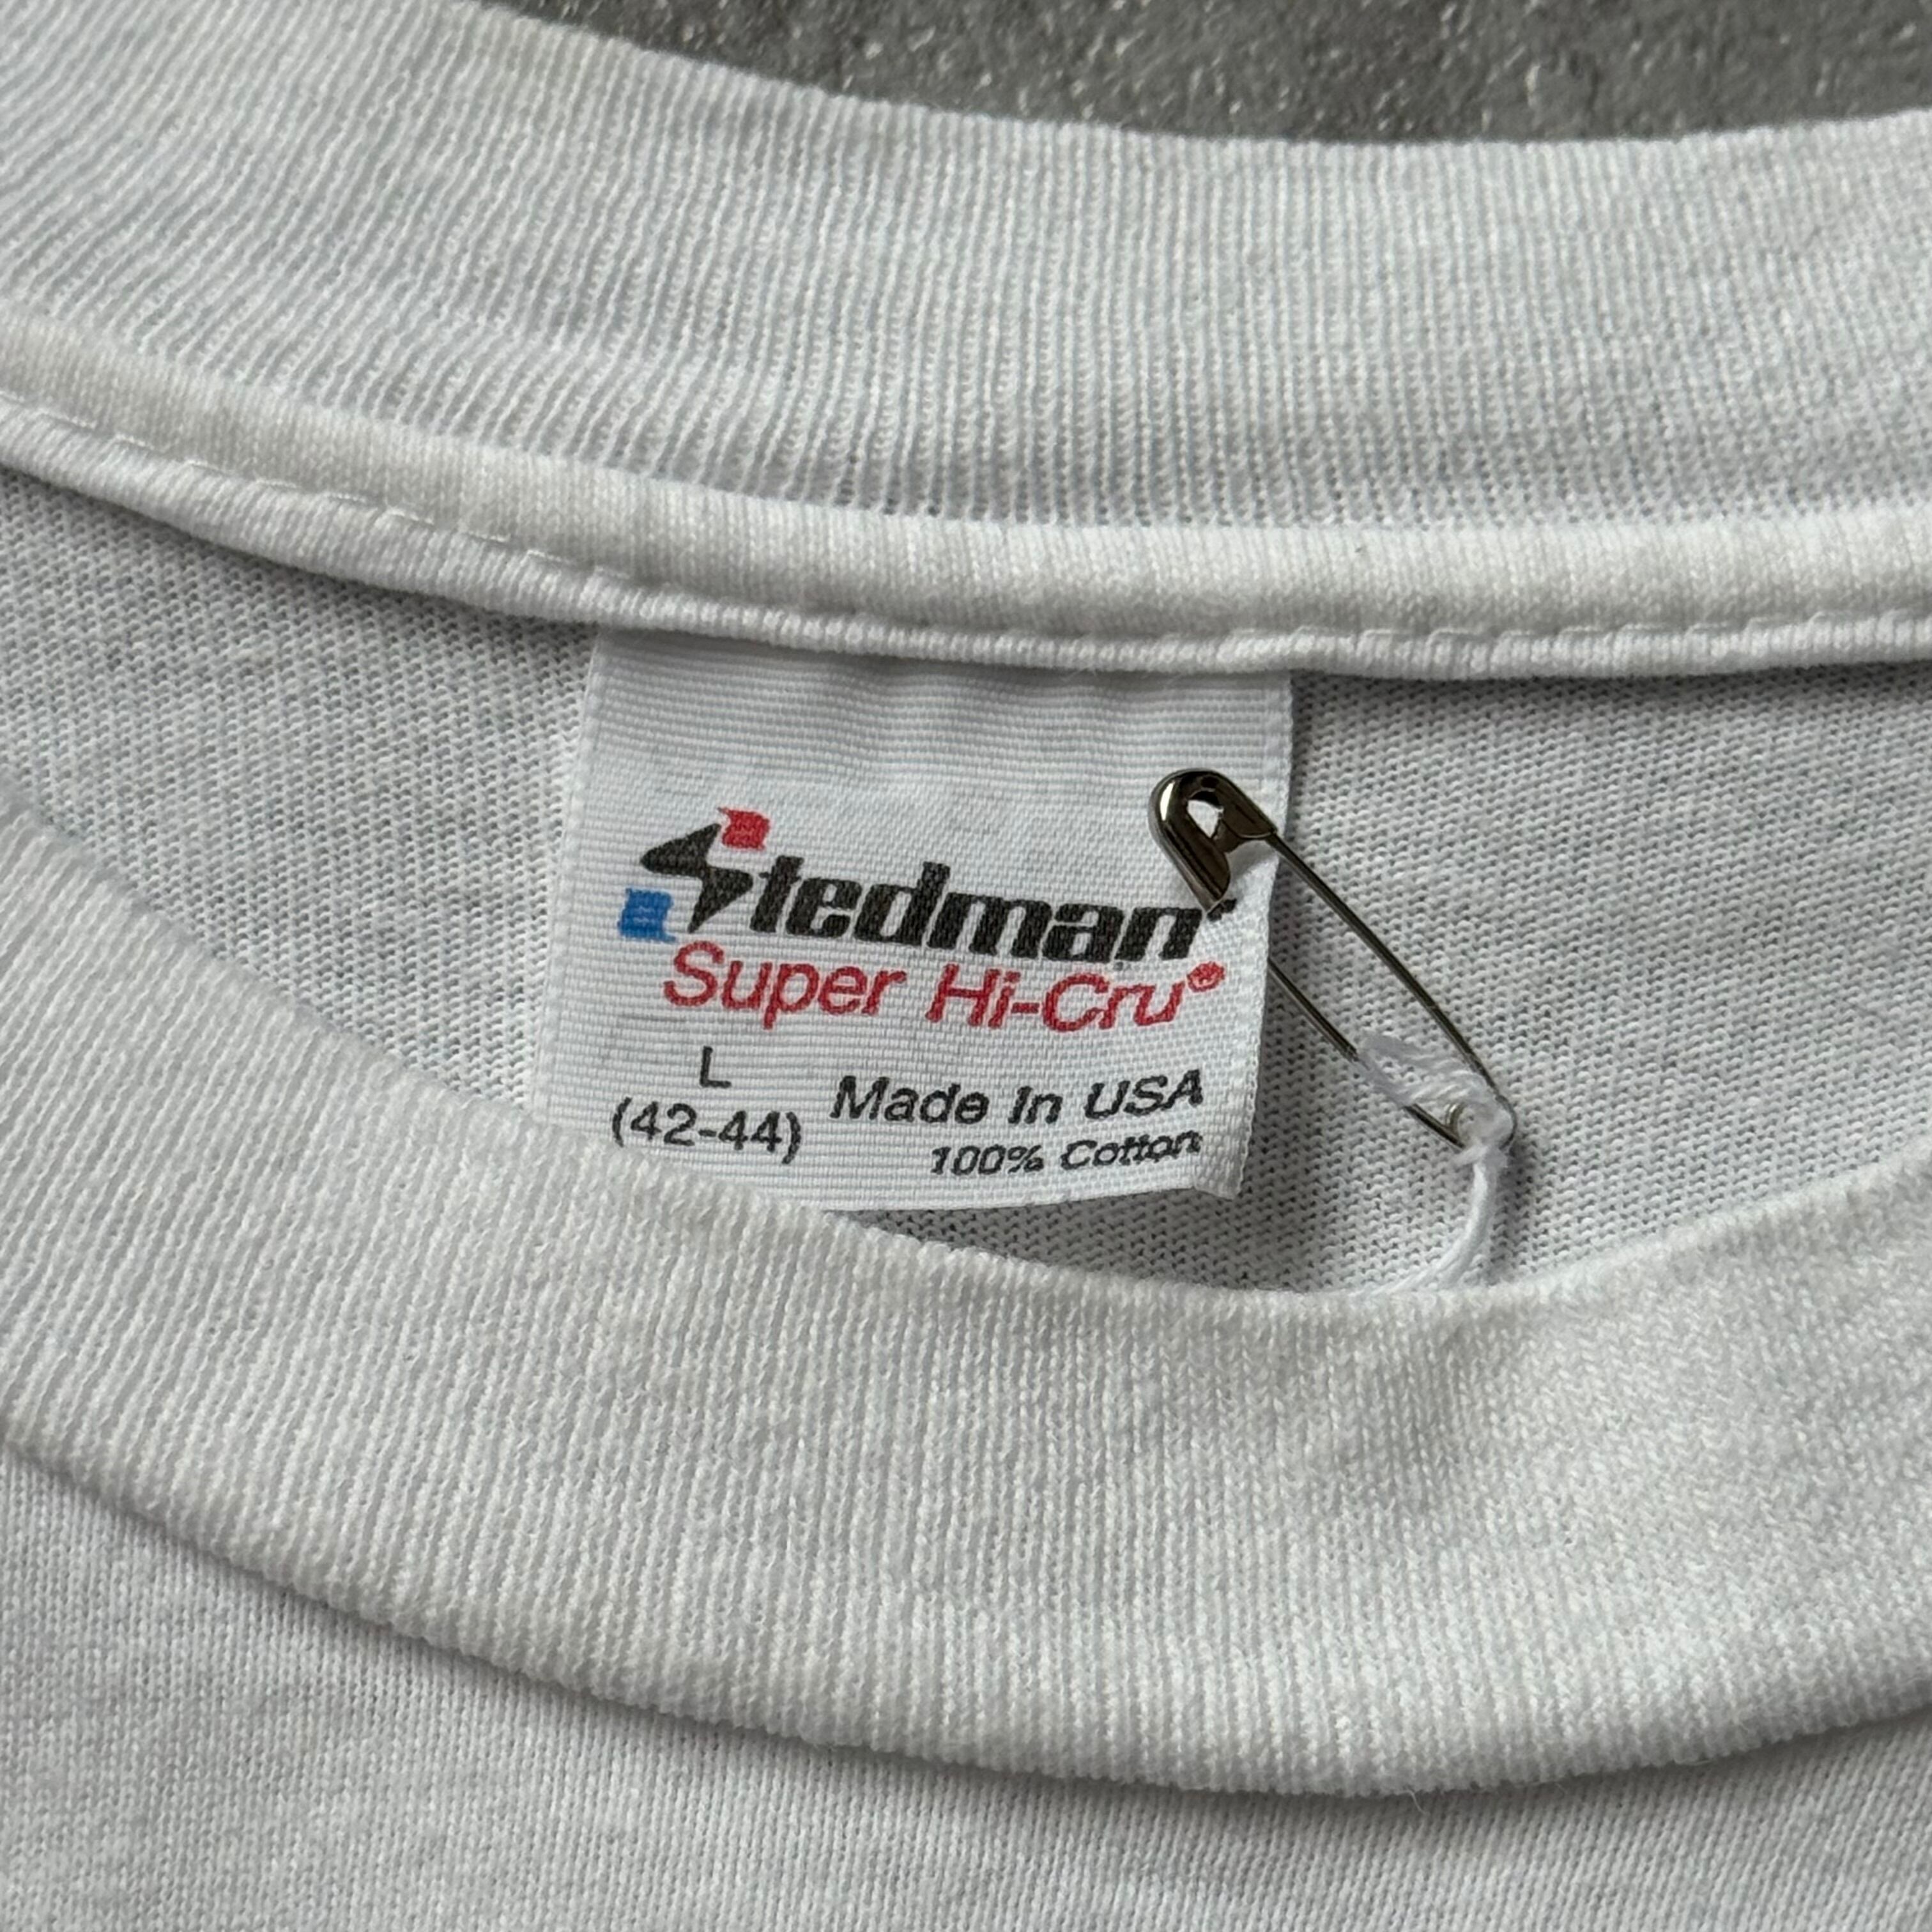 Stedman
Super Hi-Cru®
L
(42-44)
Made In USA
100% Cotton